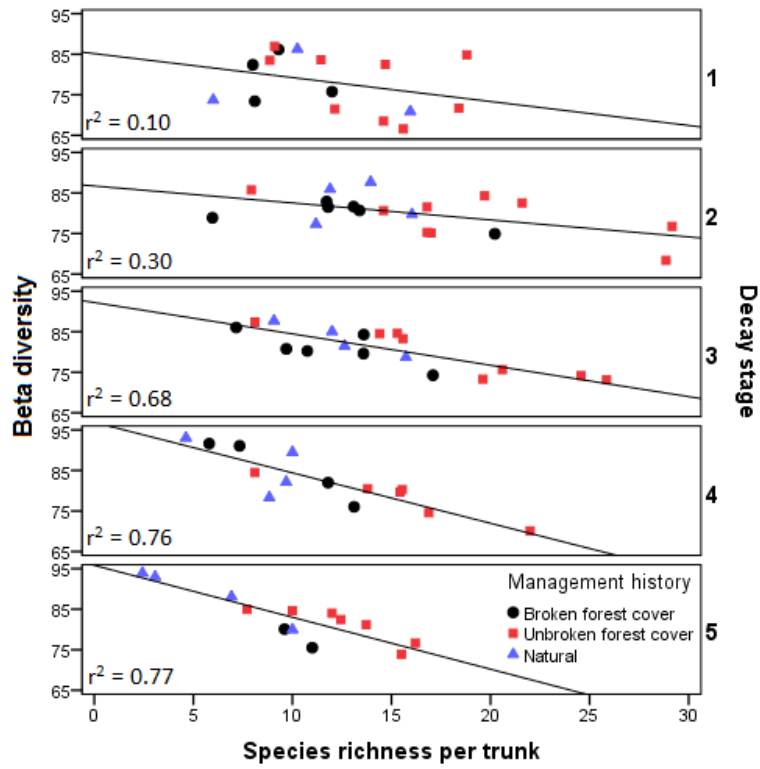 Beta diversity
Decay stage
95
85
75
65
r² = 0.10
1
95
85
75
65
r² = 0.30
2
95
85
75
65
r² = 0.68
3
95
85
75
65
r² = 0.76
4
95
85
75
65
r² = 0.77
5
Management history
Broken forest cover
Unbroken forest cover
Natural
0 5 10 15 20 25 30
Species richness per trunk